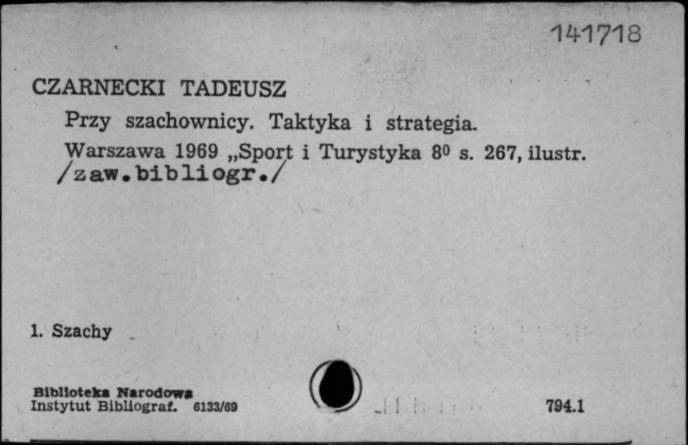 141718
CZARNECKI TADEUSZ
Przy szachownicy. Taktyka i strategia.
Warszawa 1969 „Sport i Turystyka 8⁰ s. 267, ilustr.
/zaw.bibliogr./
1. Szachy
Biblioteka Narodowa
Instytut Bibliograf. 6133/69
794.1